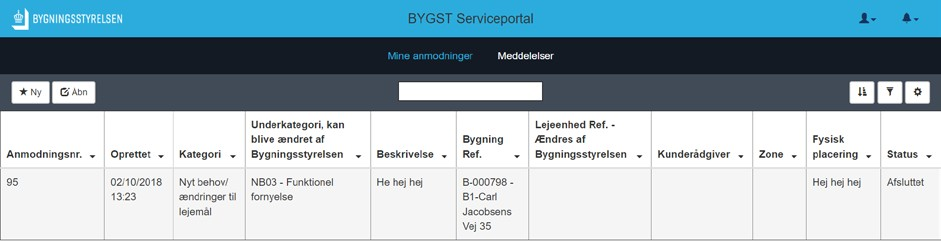 BYGNINGSSTYRELSEN
BYGST Serviceportal
Mine anmodninger
Meddelelser
Ny
Åbn
Anmodningsnr.
Oprettet
Kategori
Underkategori, kan
blive ændret af
Bygningsstyrelsen
Beskrivelse
Bygning
Ref.
Lejeenhed Ref. -
Ændres af
Bygningsstyrelsen
Kunderådgiver
Zone
Fysisk
placering
Status
95
02/10/2018
13:23
Nyt behov/
ændringer til
lejemål
NB03 - Funktionel
fornyelse
He hej hej
B-000798 -
B1-Carl
Jacobsens
Vej 35
Hej hej hej
Afsluttet